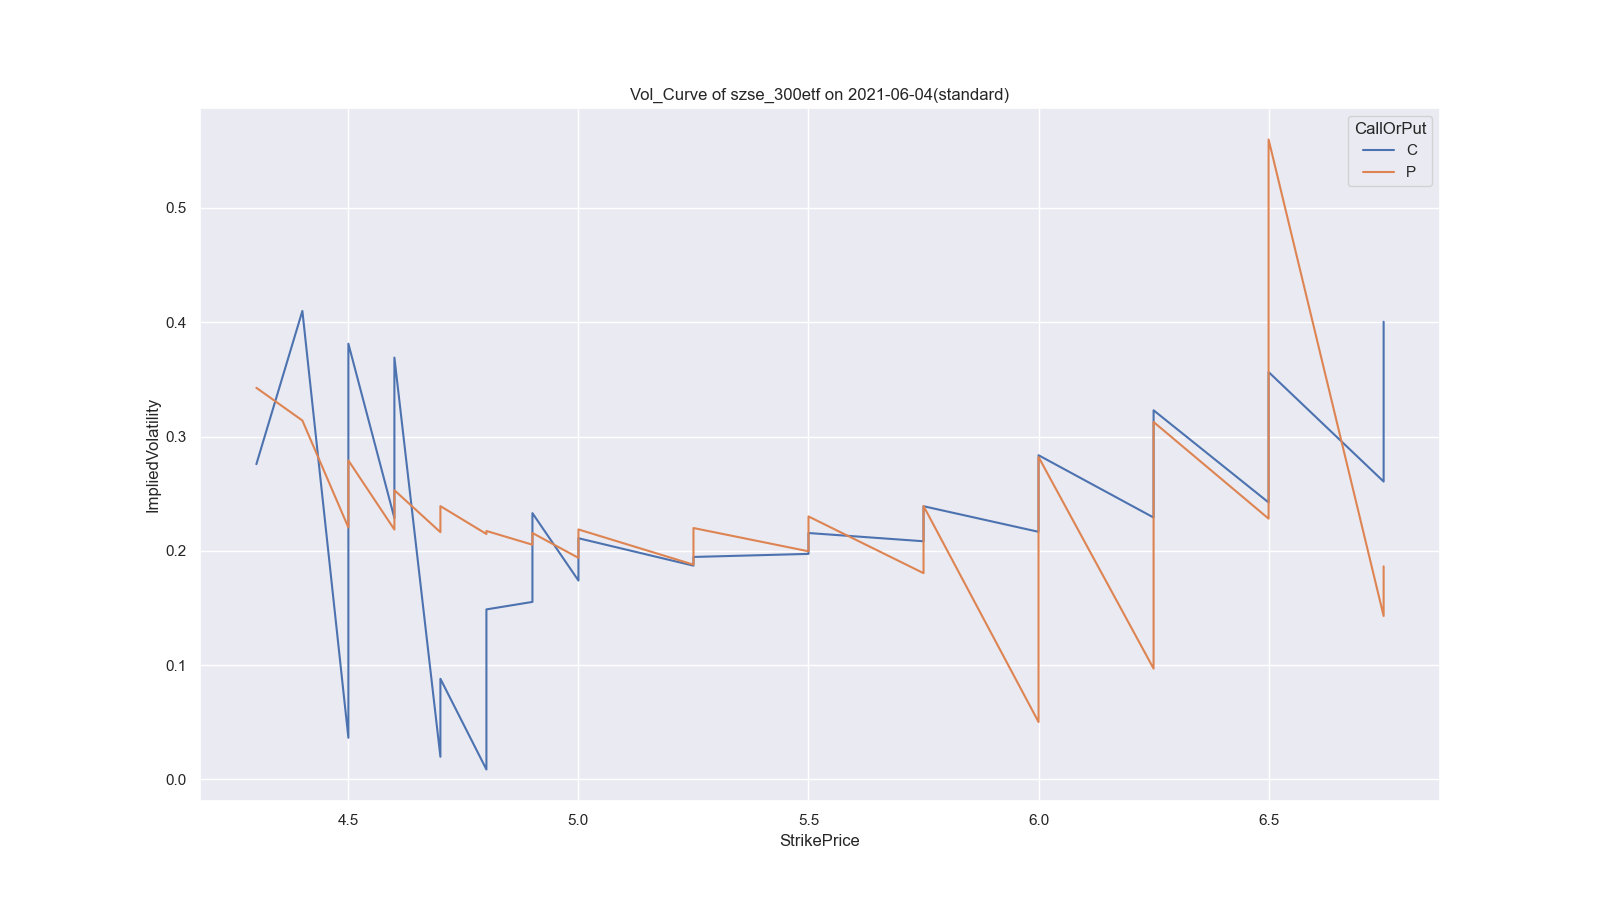 Vol_Curve of szse_300etf on 2021-06-04(standard)
CallOrPut
C
P
ImpliedVolatility
0.5
0.4
0.3
0.2
0.1
0.0
4.5 5.0 5.5 6.0 6.5
StrikePrice